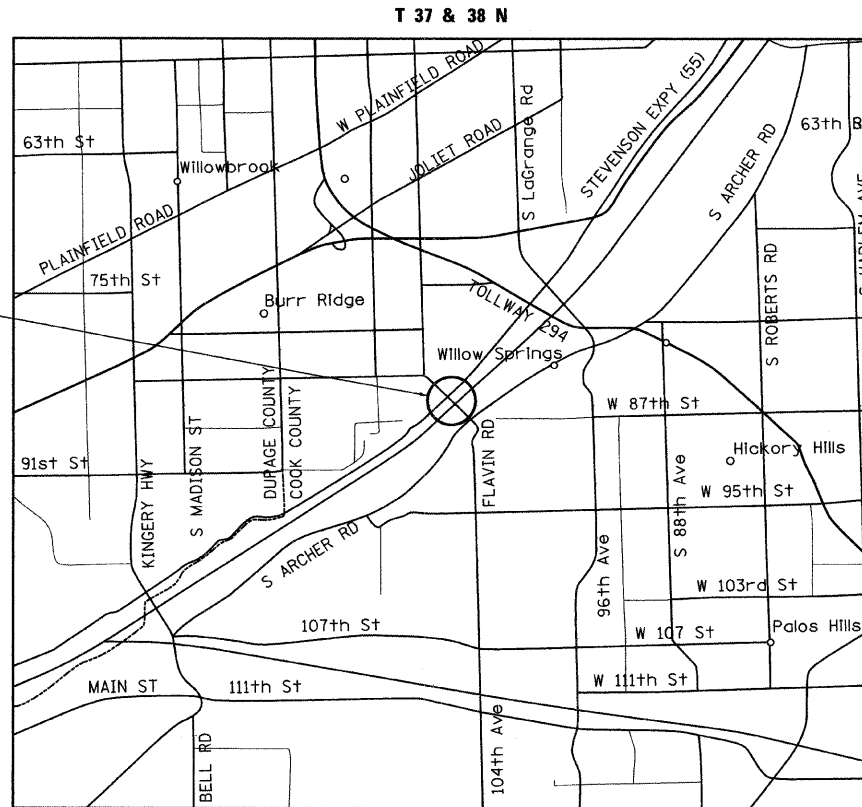 T 37 & 38 N
W PLAINFIELD ROAD
STEVENSON EXPY (55)
S LaGrange Rd
63rd St
Willowbrook
JOLIET ROAD
S ARCHER RD
63th
PLAINFIELD ROAD
75th St
Burr Ridge
TOLLWAY 294
S ROBERTS RD
S HARLEM AVE
Willow Springs
W 87th St
91st St
KINGERY HWY
S MADISON ST
DUPAGE COUNTY
COOK COUNTY
FLAVIN RD
Hickory Hills
S 88th Ave
W 95th St
S ARCHER RD
96th Ave
W 103rd St
107th St
W 107 St
Palos Hills
MAIN ST
111th St
W 111th St
BELL RD
104th Ave